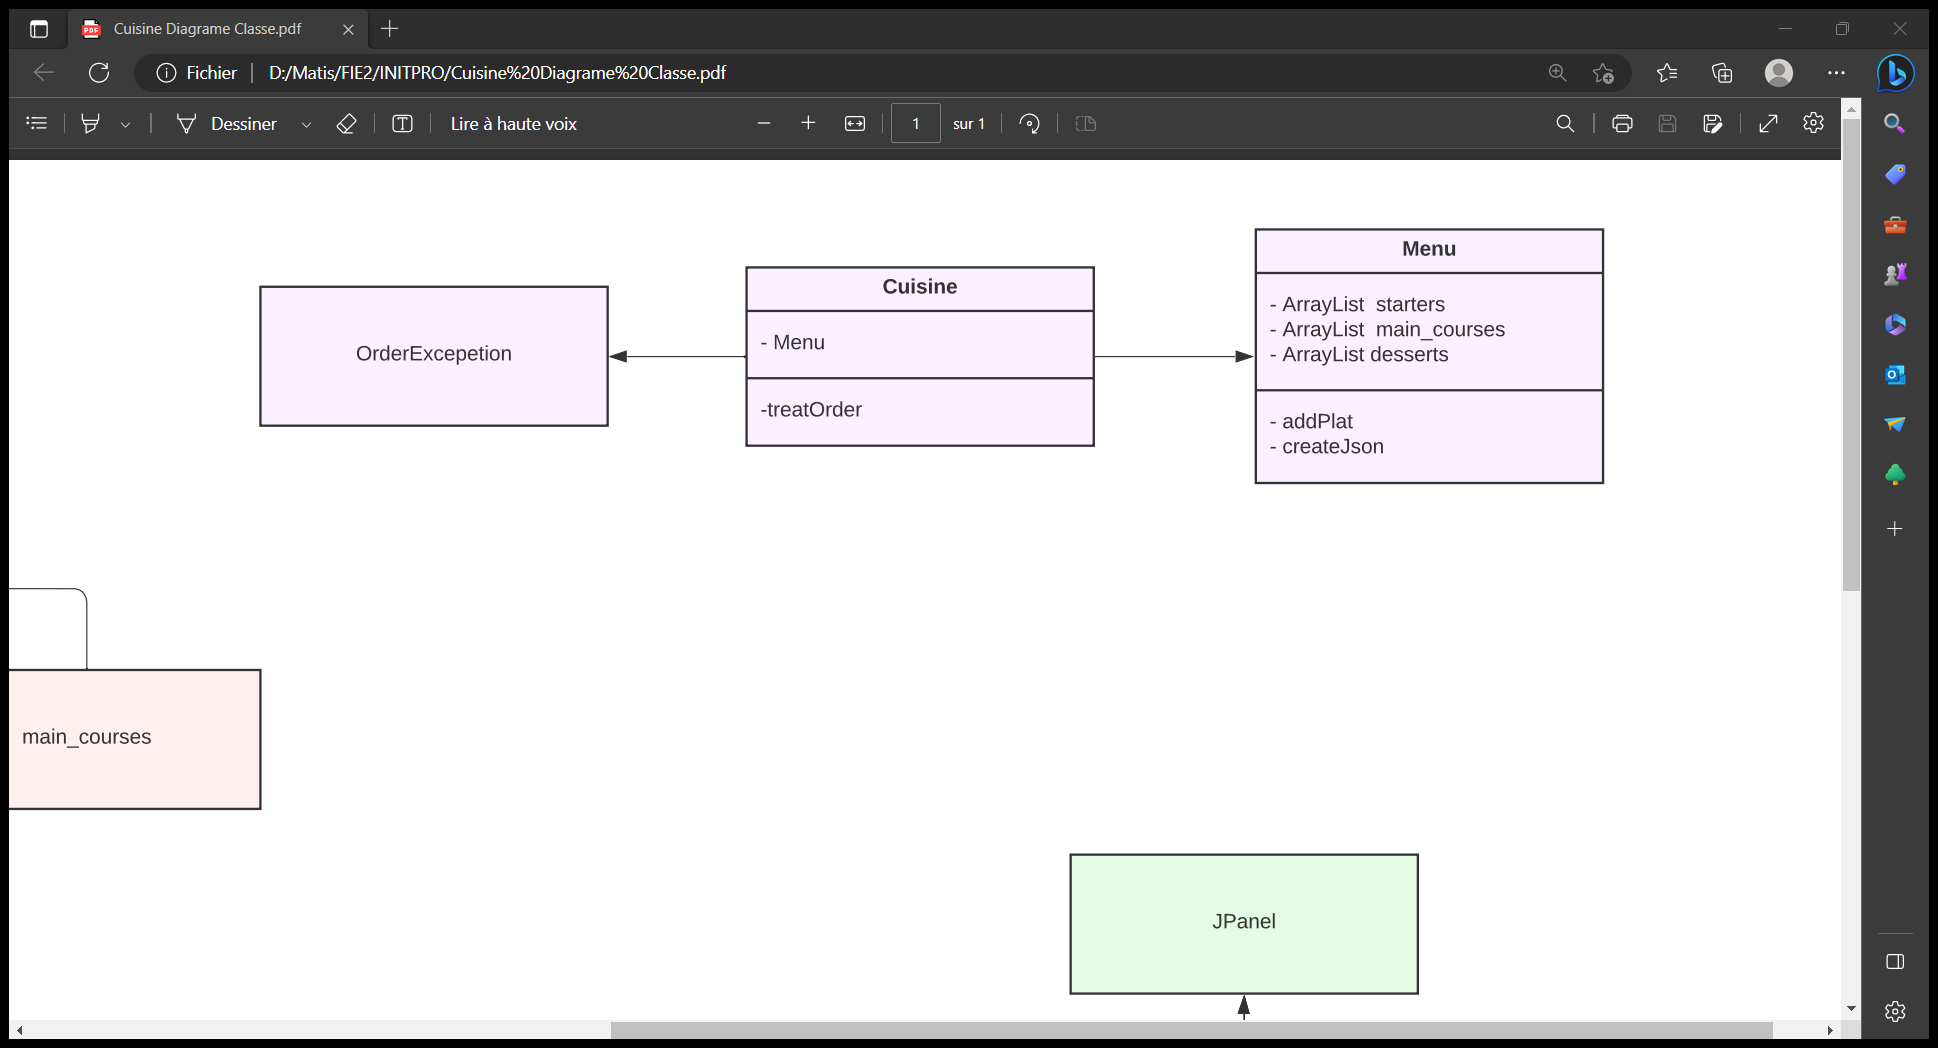 Cuisine Diagrame Classe.pdf
Fichier D:/Matis/FIE2/INITPRO/Cuisine%20Diagrame%20Classe.pdf
Dessiner Lire à haute voix 1 sur 1
OrderExcepetion
Cuisine
- Menu
-treatOrder
Menu
- ArrayList starters
- ArrayList main_courses
- ArrayList desserts
- addPlat
- createJson
main_courses
JPanel